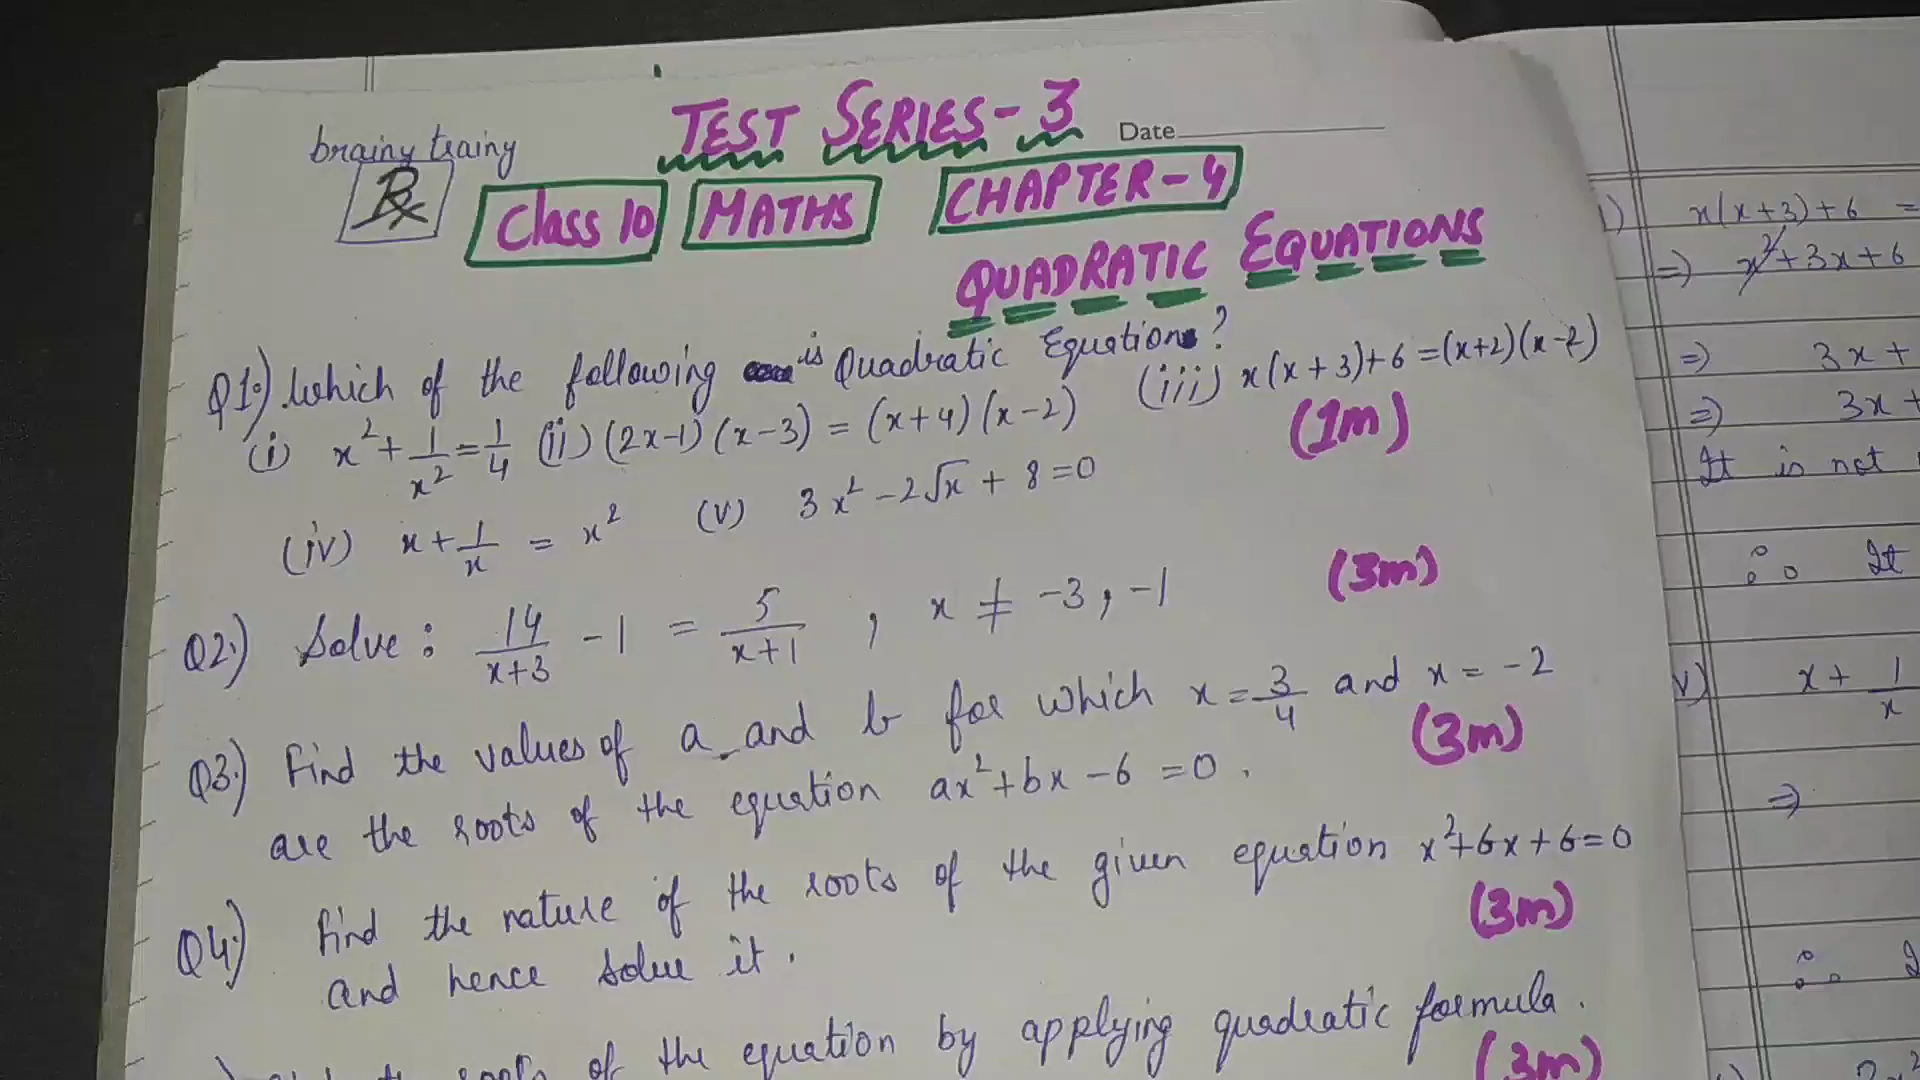 brainy trainy
TEST SERIES-3
Date
Rx
Class 10 MATHS CHAPTER-4
QUADRATIC EQUATIONS
Q1.) Which of the following is Quadratic Equation?
(i) x²+1/x²=1/4 (ii) (2x-1)(x-3) = (x+4)(x-2) (iii) x(x+3)+6=(x+2)(x-2)
(1m)
(iv) x+1/x = x² (v) 3x²-2√x + 8=0
Q2.) Solve: 14/x+3 - 1 = 5/x+1, x ≠ -3, -1 (3m)
Q3.) Find the values of a and b for which x=3/4 and x = -2
are the roots of the equation ax²+bx-6=0. (3m)
Q4.) Find the nature of the roots of the given equation x²+6x+6=0
and hence solve it. (3m)
roots of the equation by applying quadratic formula.
(3m)
x(x+3)+6 =
=) x²+3x+6
=) 3x+
=) 3x+
It is not
∴ It
v) x+1/x
=)
∴